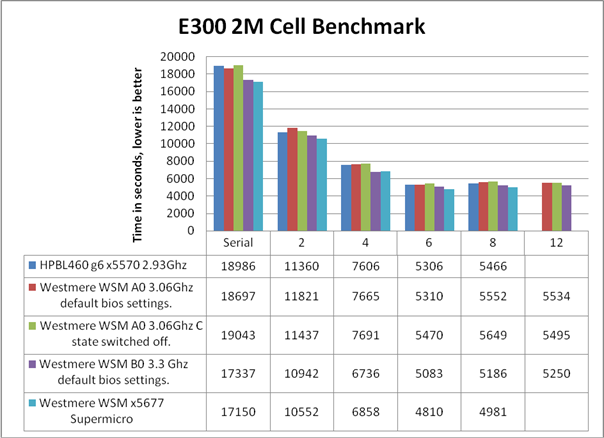 E300 2M Cell Benchmark
Time in seconds, lower is better
20000
18000
16000
14000
12000
10000
8000
6000
4000
2000
0
Serial 2 4 6 8 12
HPBL460 g6 x5570 2.93Ghz 18986 11360 7606 5306 5466
Westmere WSM A0 3.06Ghz
default bios settings. 18697 11821 7665 5310 5552 5534
Westmere WSM A0 3.06Ghz C
state switched off. 19043 11437 7691 5470 5649 5495
Westmere WSM B0 3.3 Ghz
default bios settings. 17337 10942 6736 5083 5186 5250
Westmere WSM x5677
Supermicro 17150 10552 6858 4810 4981